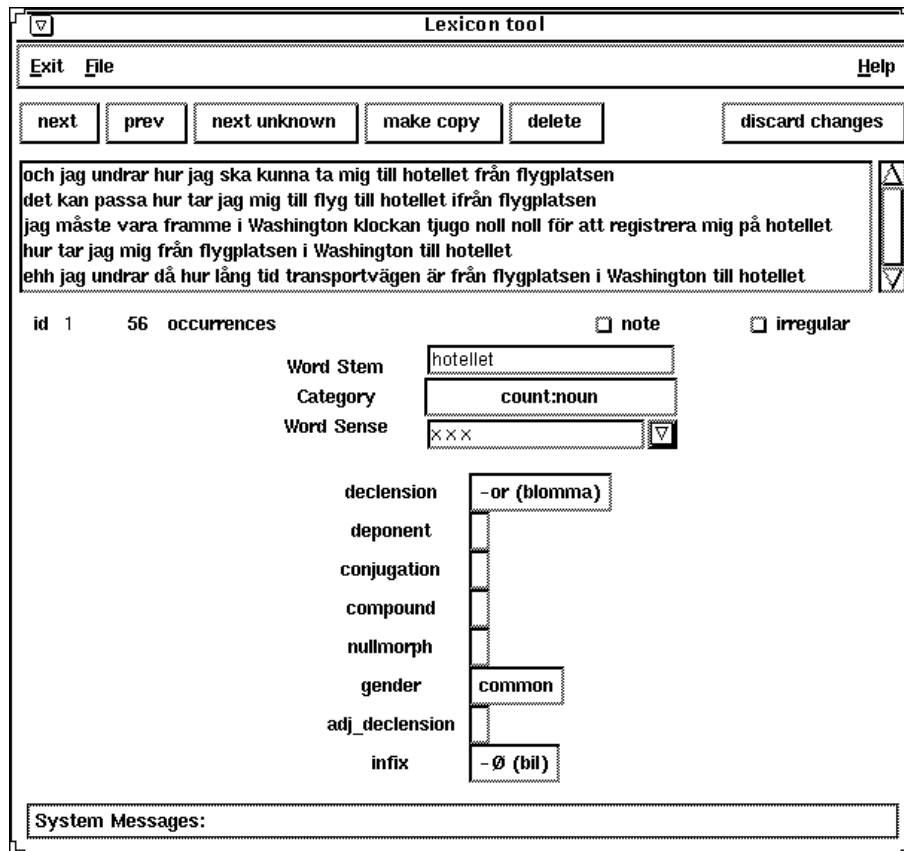 Lexicon tool
Exit File Help
next prev next unknown make copy delete discard changes
och jag undrar hur jag ska kunna ta mig till hotellet från flygplatsen
det kan passa hur tar jag mig till flyg till hotellet ifrån flygplatsen
jag måste vara framme i Washington klockan tjugo noll noll för att registrera mig på hotellet
hur tar jag mig från flygplatsen i Washington till hotellet
ehh jag undrar då hur lång tid transportvägen är från flygplatsen i Washington till hotellet
id 1 56 occurrences note irregular
Word Stem hotellet
Category count:noun
Word Sense xxx
declension -or (blomma)
deponent
conjugation
compound
nullmorph
gender common
adj_declension
infix -Ø (bil)
System Messages: